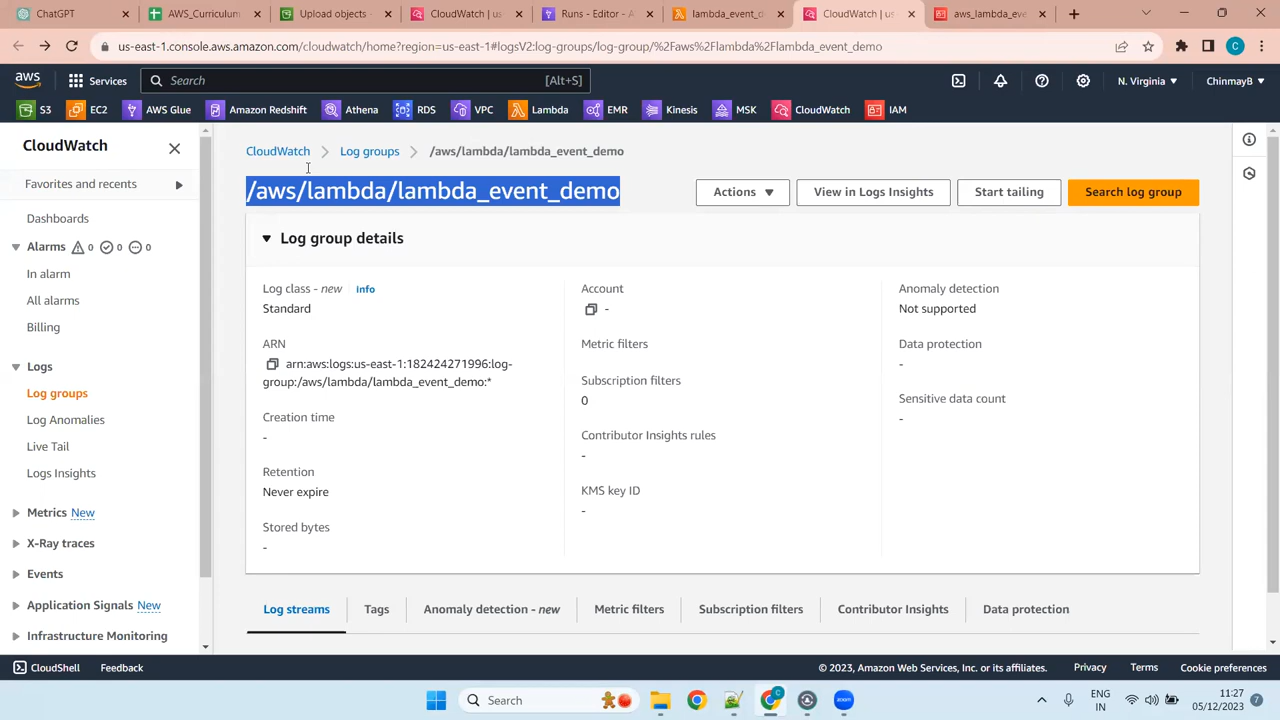 ChatGPT
AWS_Curriculum
Upload objects -
CloudWatch | us
Runs - Editor - A
lambda_event_d
CloudWatch | us
aws_lambda_eve
us-east-1.console.aws.amazon.com/cloudwatch/home?region=us-east-1#logsV2:log-groups/log-group/%2Faws%2Flambda%2Flambda_event_demo
C
aws
Services
Search
[Alt+S]
N. Virginia
ChinmayB
S3
EC2
AWS Glue
Amazon Redshift
Athena
RDS
VPC
Lambda
EMR
Kinesis
MSK
CloudWatch
IAM
CloudWatch
Favorites and recents
Dashboards
Alarms 0 0 0
In alarm
All alarms
Billing
Logs
Log groups
Log Anomalies
Live Tail
Logs Insights
Metrics New
X-Ray traces
Events
Application Signals New
Infrastructure Monitoring
CloudWatch
Log groups
/aws/lambda/lambda_event_demo
/aws/lambda/lambda_event_demo
Actions
View in Logs Insights
Start tailing
Search log group
Log group details
Log class - new Info
Standard
ARN
arn:aws:logs:us-east-1:182424271996:log-
group:/aws/lambda/lambda_event_demo:*
Creation time
-
Retention
Never expire
Stored bytes
-
Account
-
Metric filters
Subscription filters
0
Contributor Insights rules
-
KMS key ID
-
Anomaly detection
Not supported
Data protection
-
Sensitive data count
-
Log streams
Tags
Anomaly detection - new
Metric filters
Subscription filters
Contributor Insights
Data protection
CloudShell
Feedback
© 2023, Amazon Web Services, Inc. or its affiliates.
Privacy
Terms
Cookie preferences
Search
C
zoom
ENG
IN
11:27
05/12/2023
7